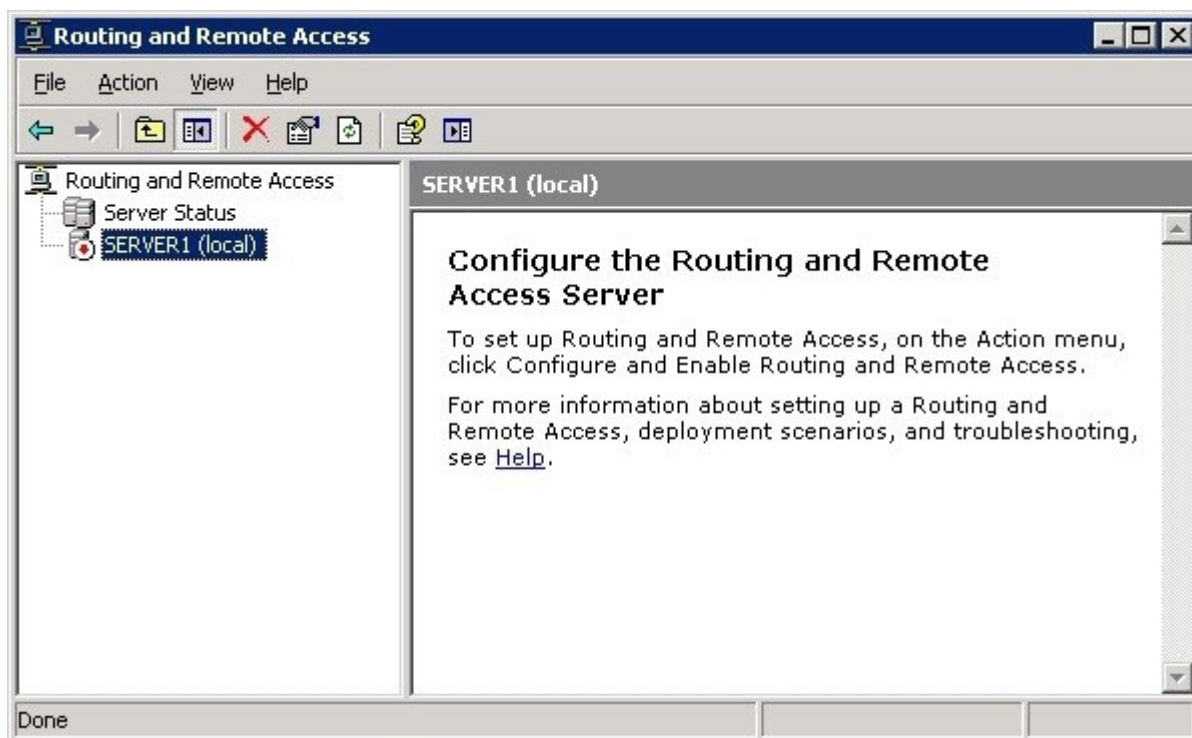 Routing and Remote Access
File Action View Help
Routing and Remote Access
Server Status
SERVER1 (local)
SERVER1 (local)
Configure the Routing and Remote
Access Server
To set up Routing and Remote Access, on the Action menu,
click Configure and Enable Routing and Remote Access.
For more information about setting up a Routing and
Remote Access, deployment scenarios, and troubleshooting,
see Help.
Done